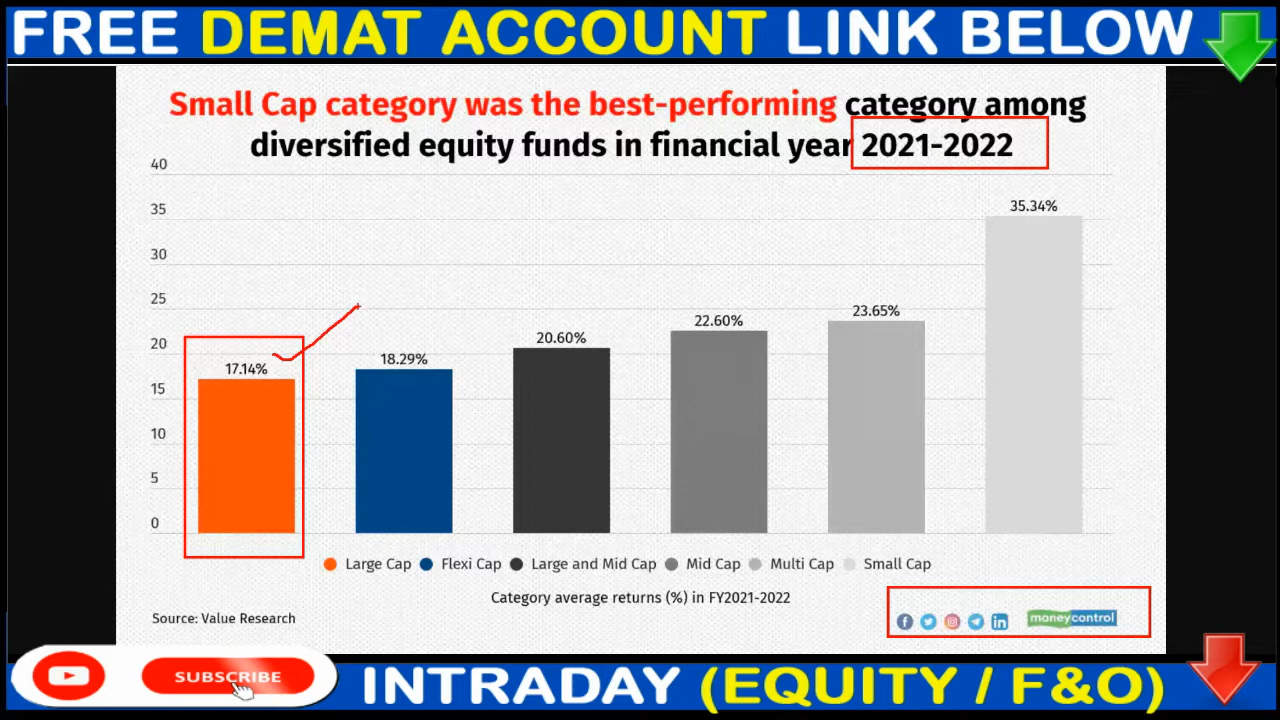 FREE DEMAT ACCOUNT LINK BELOW
Small Cap category was the best-performing category among
diversified equity funds in financial year 2021-2022
40
35
30
25
20
15
10
5
0
17.14%
18.29%
20.60%
22.60%
23.65%
35.34%
Large Cap Flexi Cap Large and Mid Cap Mid Cap Multi Cap Small Cap
Category average returns (%) in FY2021-2022
Source: Value Research
moneycontrol
SUBSCRIBE
INTRADAY (EQUITY / F&O)